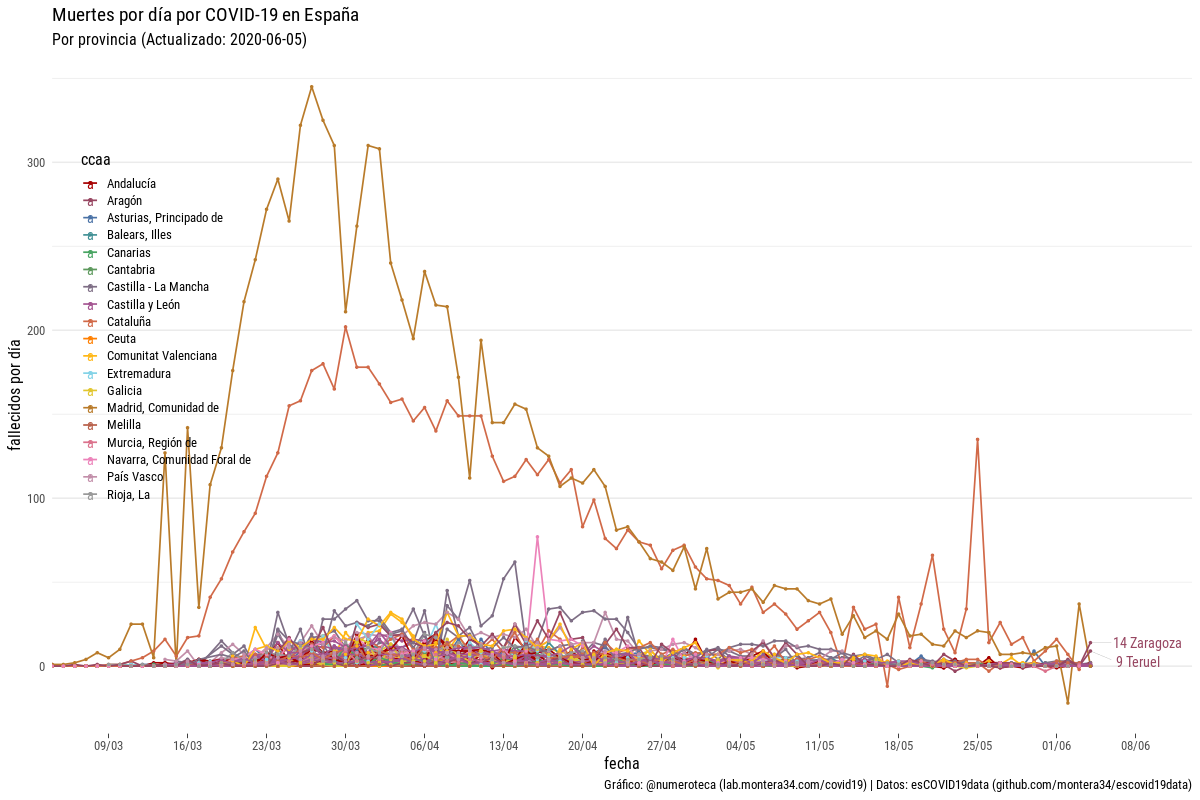 Muertes por día por COVID-19 en España
Por provincia (Actualizado: 2020-06-05)
fallecidos por día
300
200
100
0
ccaa
Andalucía
Aragón
Asturias, Principado de
Balears, Illes
Canarias
Cantabria
Castilla - La Mancha
Castilla y León
Cataluña
Ceuta
Comunitat Valenciana
Extremadura
Galicia
Madrid, Comunidad de
Melilla
Murcia, Región de
Navarra, Comunidad Foral de
País Vasco
Rioja, La
14 Zaragoza
9 Teruel
09/03 16/03 23/03 30/03 06/04 13/04 20/04 27/04 04/05 11/05 18/05 25/05 01/06 08/06
fecha
Gráfico: @numeroteca (lab.montera34.com/covid19) | Datos: esCOVID19data (github.com/montera34/escovid19data)